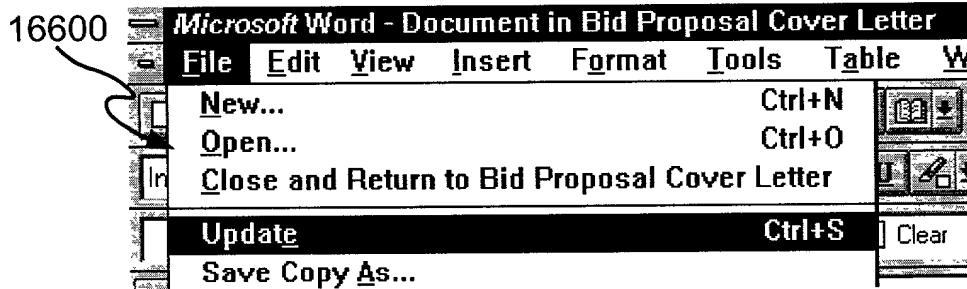 16600
Microsoft Word - Document in Bid Proposal Cover Letter
File Edit View Insert Format Tools Table W
New... Ctrl+N
Open... Ctrl+O
In
Close and Return to Bid Proposal Cover Letter
U
Update Ctrl+S
Clear
Save Copy As...